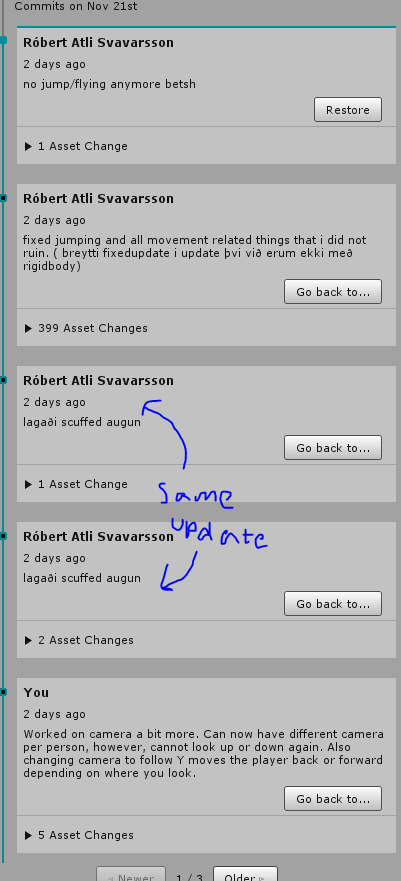 Commits on Nov 21st
Róbert Atli Svavarsson
2 days ago
no jump/flying anymore betsh
Restore
1 Asset Change
Róbert Atli Svavarsson
2 days ago
fixed jumping and all movement related things that i did not
ruin. ( breytti fixedupdate i update þvi við erum ekki með
rigidbody)
Go back to...
399 Asset Changes
Róbert Atli Svavarsson
2 days ago
lagaði scuffed augun
Go back to...
1 Asset Change
Same
update
Róbert Atli Svavarsson
2 days ago
lagaði scuffed augun
Go back to...
2 Asset Changes
You
2 days ago
Worked on camera a bit more. Can now have different camera
per person, however, cannot look up or down again. Also
changing camera to follow Y moves the player back or forward
depending on where you look.
Go back to...
5 Asset Changes
« Newer 1 / 3 Older »